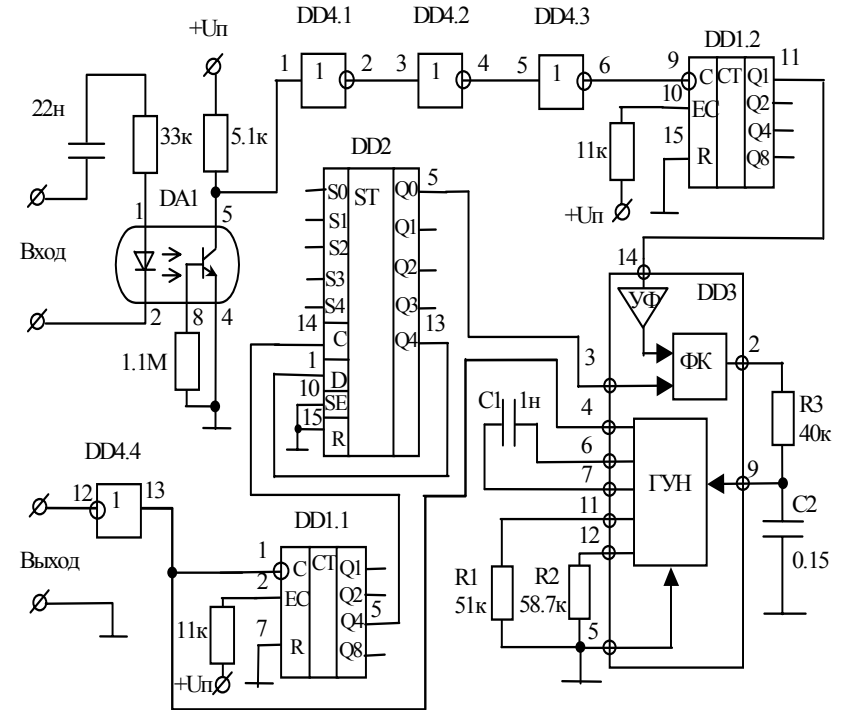 DD4.1 DD4.2 DD4.3
+Uп
1 1 2 3 1 4 5 1 6
DD1.2
9 C CT Q1 11
10 EC Q2
Q4
15 R Q8
11к
+Uп
22н
33к
5.1к
DA1
1 5
Вход
2 8 4
1.1М
DD2
S0 ST Q0 5
S1 Q1
S2
S3 Q2
S4 Q3
14 C Q4 13
1 D
10 SE
15 R
14
DD3
УФ
ФК
2
3
4
C1 1н
6
7
ГУН
9
11
12
R3
40к
C2
0.15
R1
51к
R2
58.7к
5
DD4.4
12 1 13
Выход
DD1.1
1 C CT Q1
2 EC Q2
Q4 5
7 R Q8
11к
+Uп